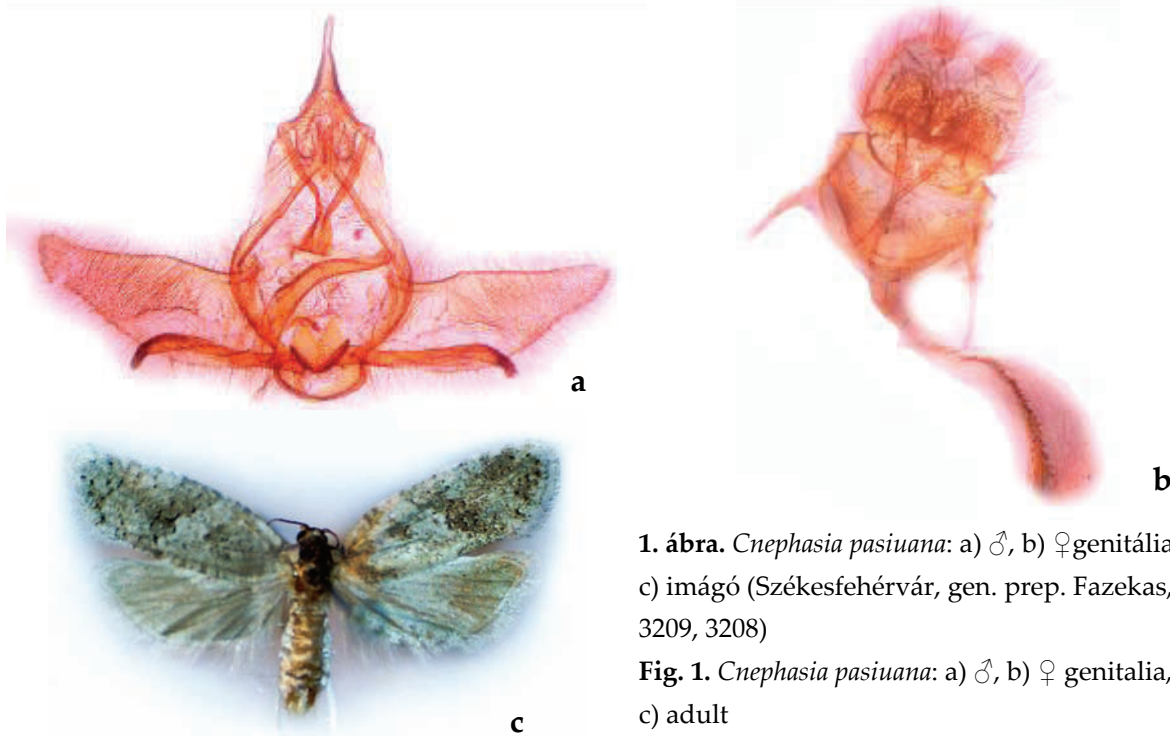 a
b
c
1. ábra. Cnephasia pasiuana: a) ♂, b) ♀genitália
c) imágó (Székesfehérvár, gen. prep. Fazekas,
3209, 3208)
Fig. 1. Cnephasia pasiuana: a) ♂, b) ♀ genitalia,
c) adult